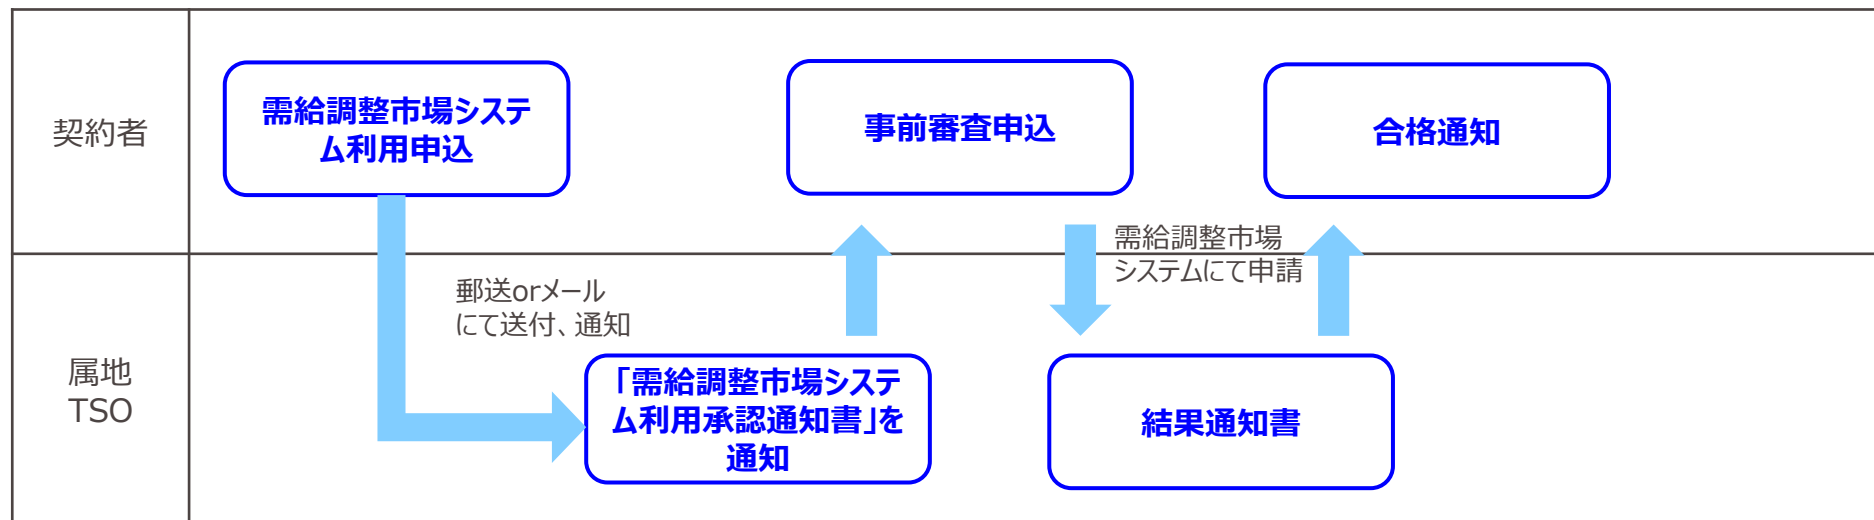 契約者
需給調整市場システ
ム利用申込
事前審査申込
合格通知
需給調整市場
システムにて申請
郵送orメール
にて送付、通知
属地
TSO
「需給調整市場システ
ム利用承認通知書」を
通知
結果通知書